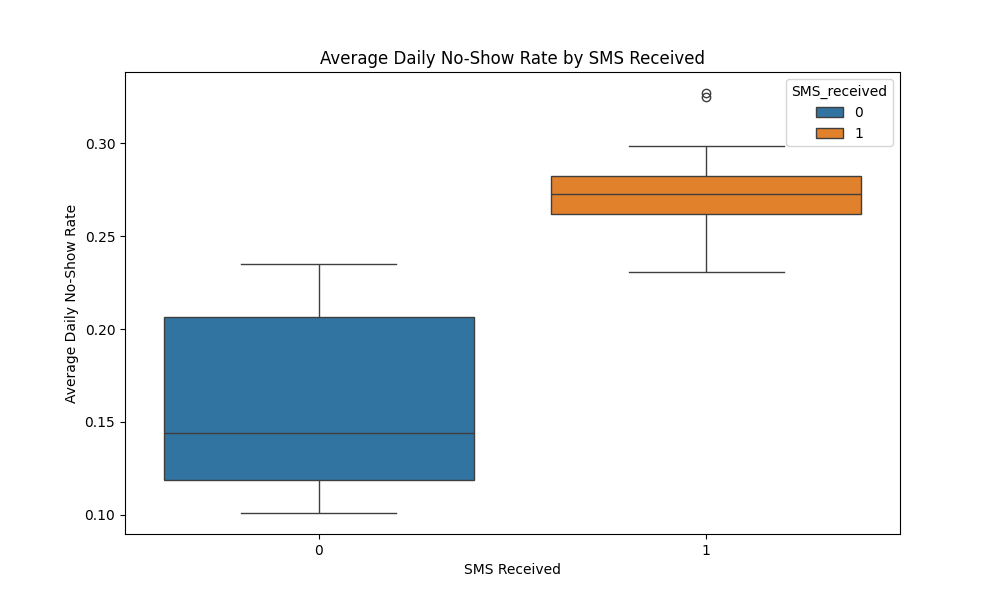 Average Daily No-Show Rate by SMS Received
SMS_received
0
1
Average Daily No-Show Rate
0.30
0.25
0.20
0.15
0.10
0
1
SMS Received